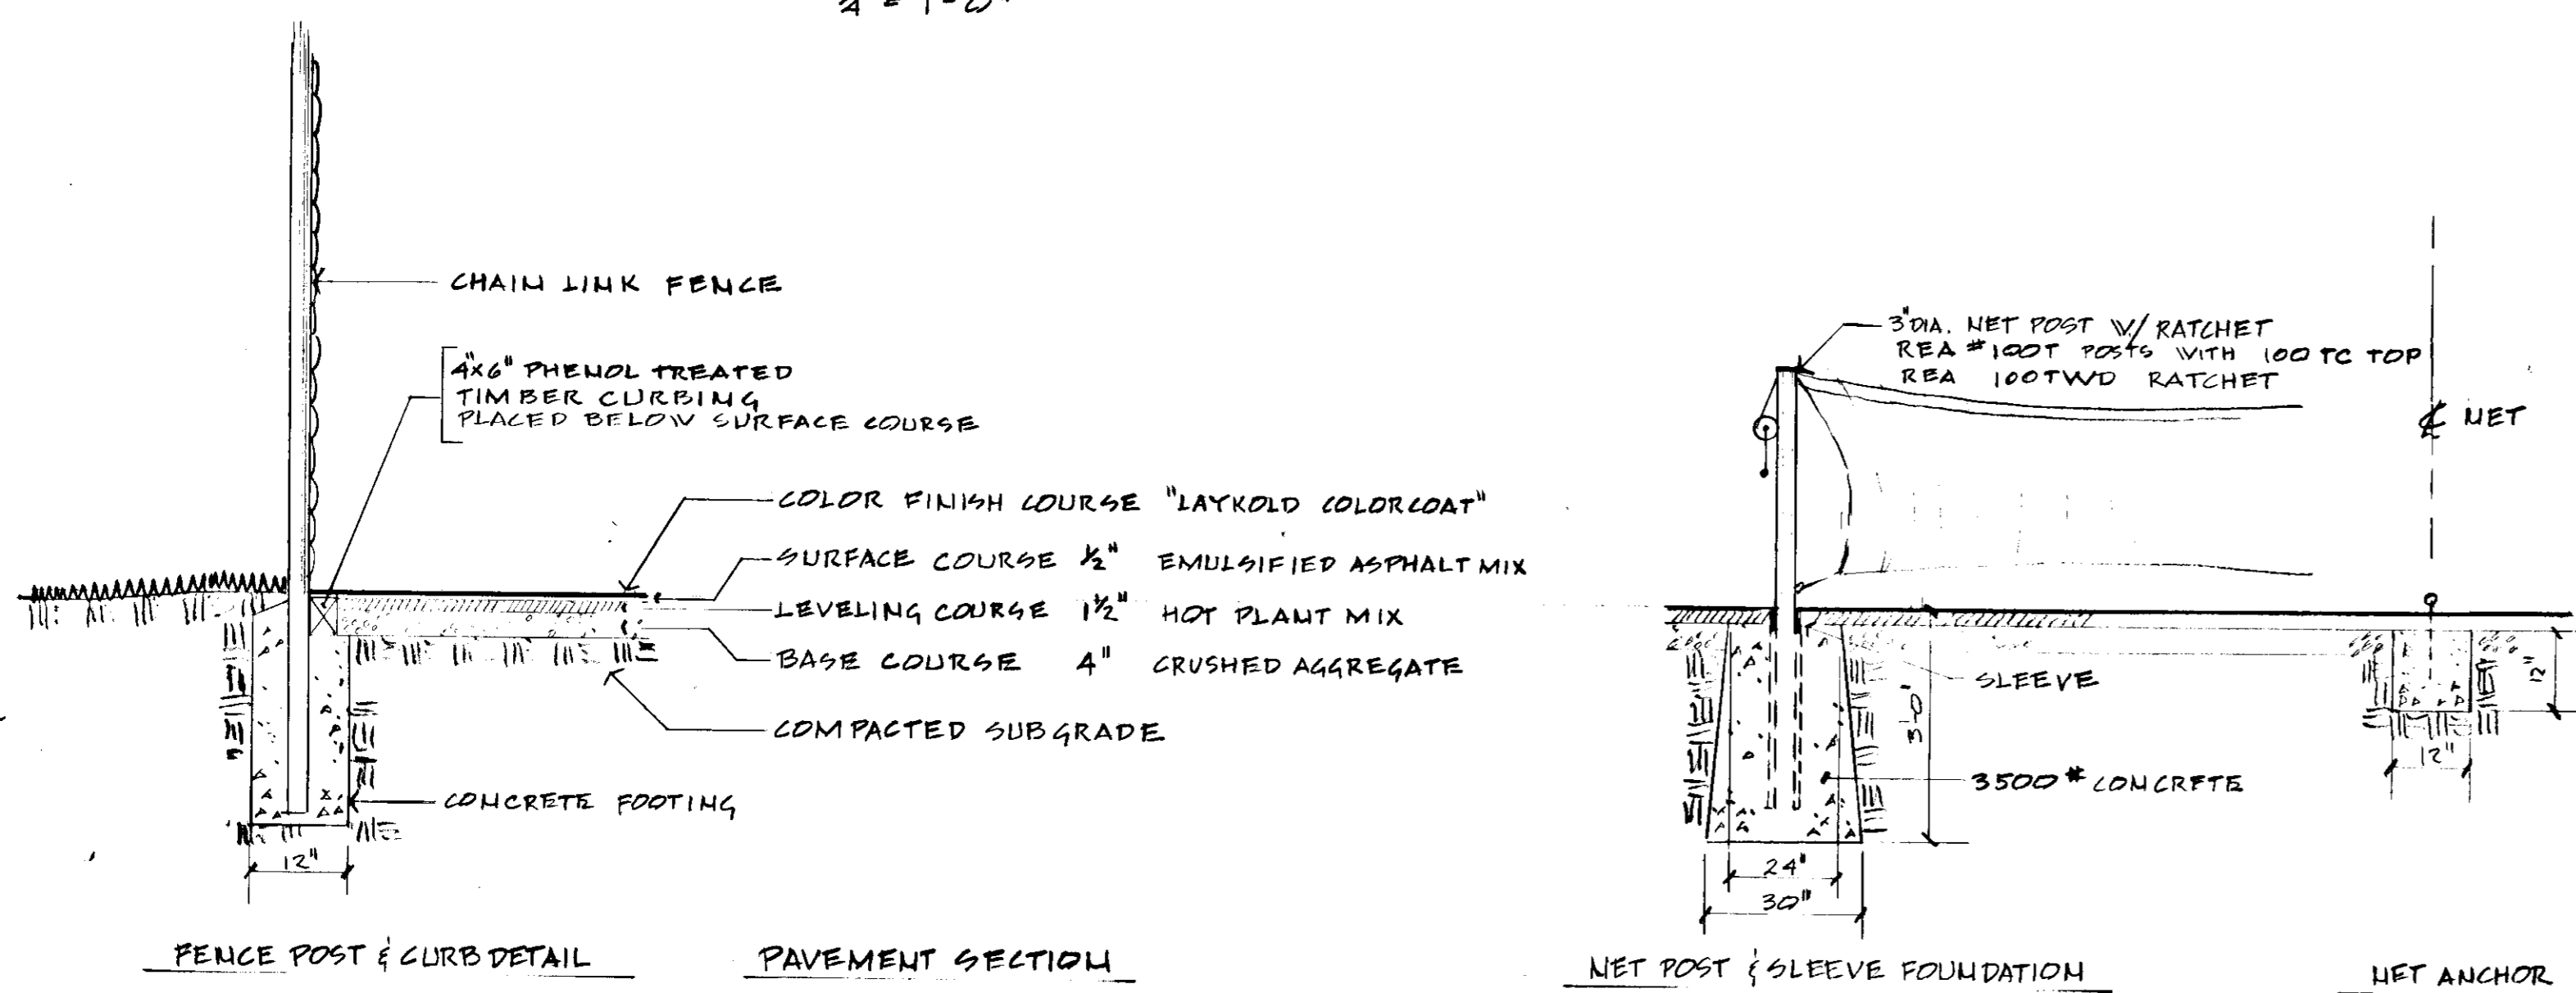 CHAIN LINK FENCE
4"X6" PHENOL TREATED
TIMBER CURBING
PLACED BELOW SURFACE COURSE
COLOR FINISH COURSE "LAYKOLD COLORCOAT"
SURFACE COURSE 1/2" EMULSIFIED ASPHALT MIX
LEVELING COURSE 1 1/2" HOT PLANT MIX
BASE COURSE 4" CRUSHED AGGREGATE
COMPACTED SUBGRADE
CONCRETE FOOTING
12"
FENCE POST & CURB DETAIL
PAVEMENT SECTION
3" DIA. NET POST W/ RATCHET
REA #100T POSTS WITH 100 TC TOP
REA 100TWD RATCHET
℄ NET
SLEEVE
3'-0"
3500 # CONCRETE
24"
30"
12"
12"
NET POST & SLEEVE FOUNDATION
NET ANCHOR